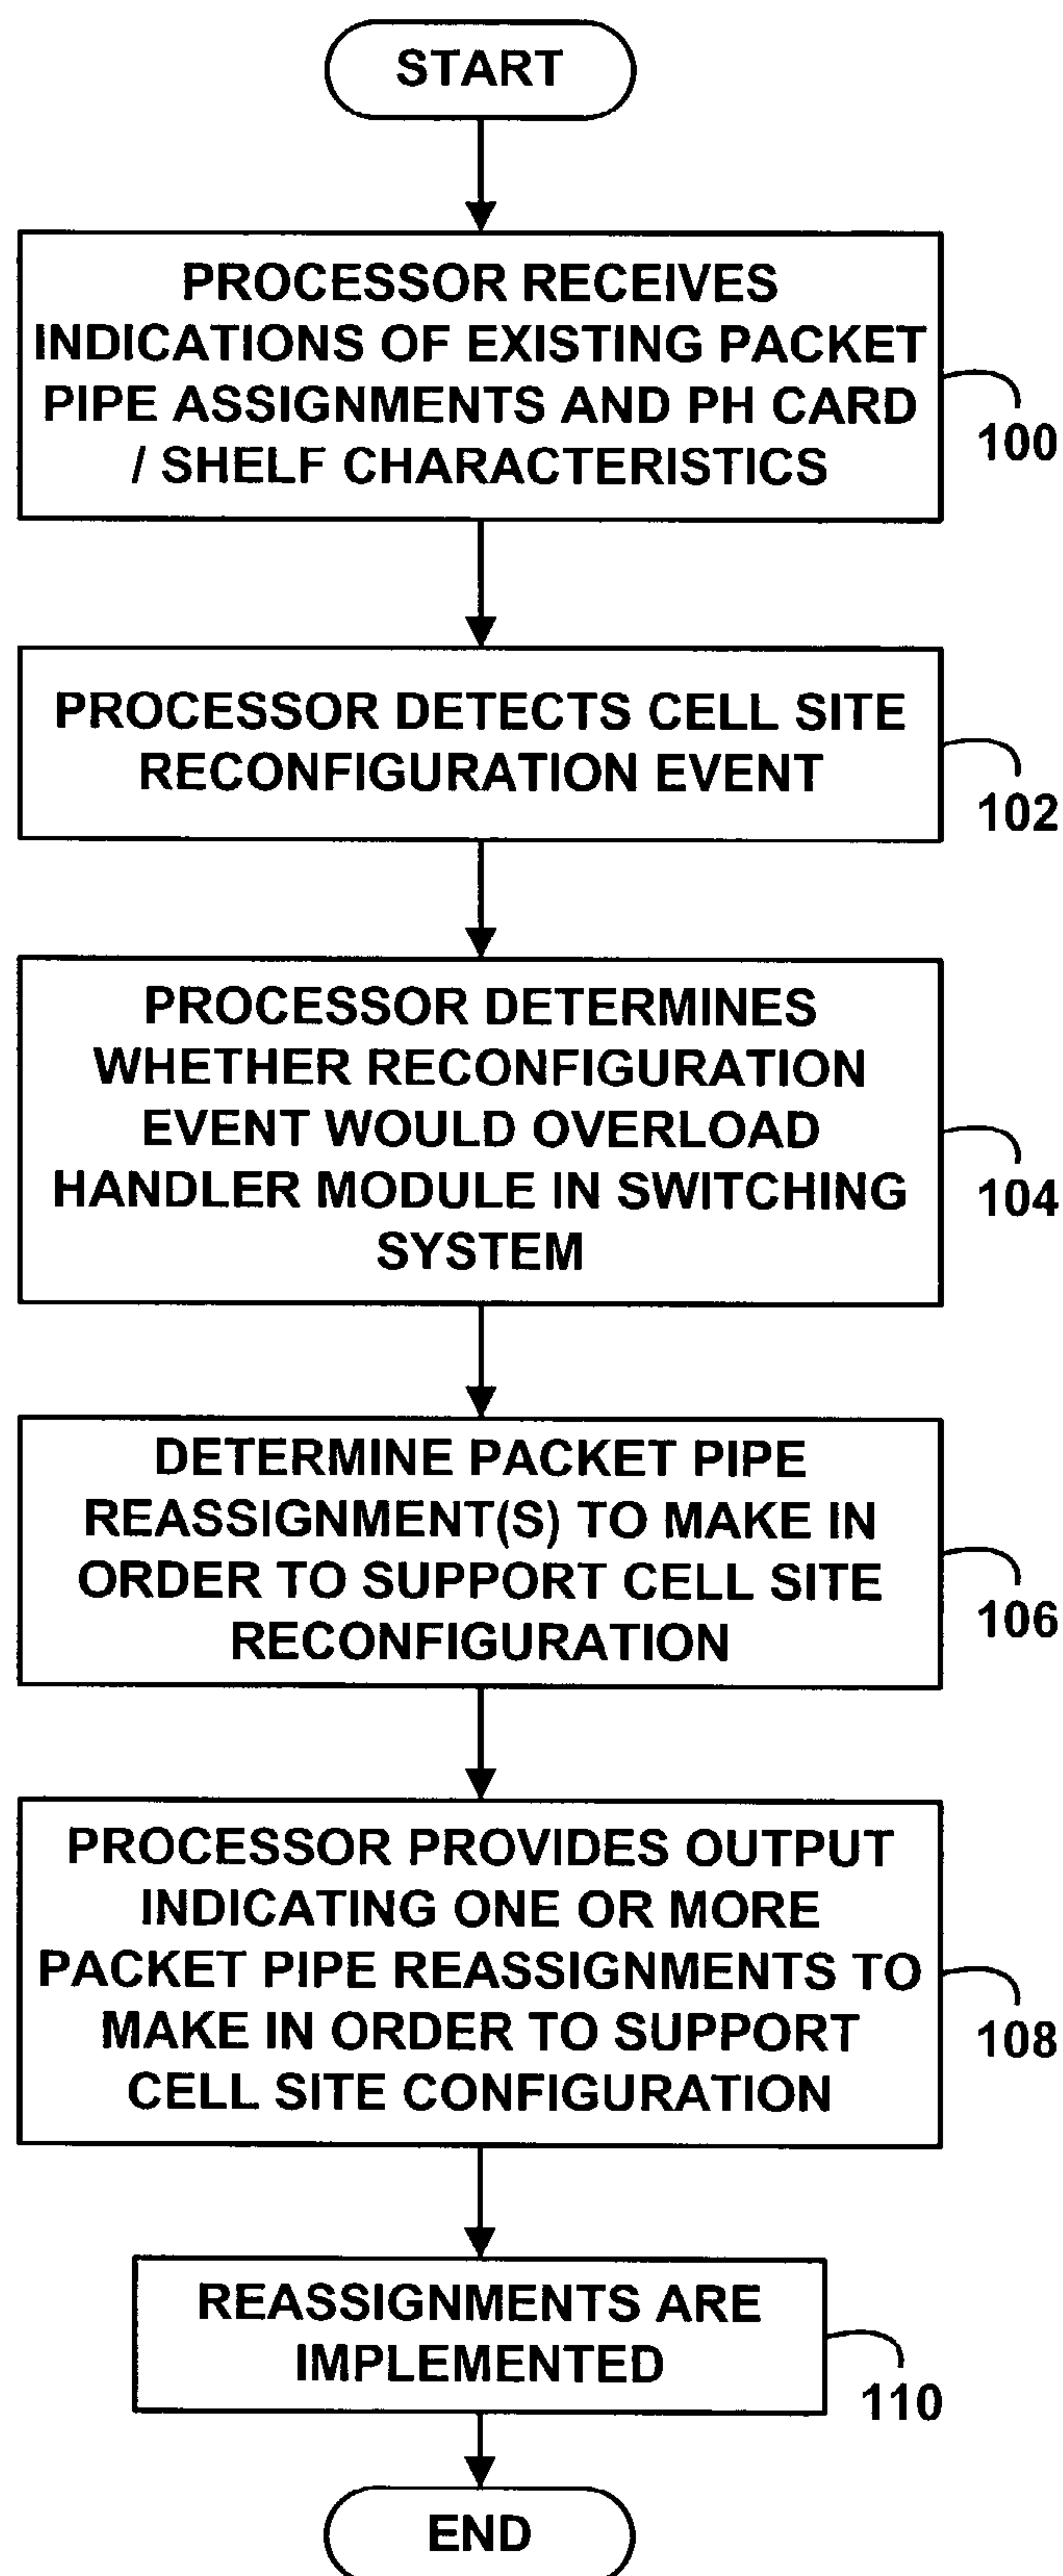 START
PROCESSOR RECEIVES
INDICATIONS OF EXISTING PACKET
PIPE ASSIGNMENTS AND PH CARD
/ SHELF CHARACTERISTICS
100
PROCESSOR DETECTS CELL SITE
RECONFIGURATION EVENT
102
PROCESSOR DETERMINES
WHETHER RECONFIGURATION
EVENT WOULD OVERLOAD
HANDLER MODULE IN SWITCHING
SYSTEM
104
DETERMINE PACKET PIPE
REASSIGNMENT(S) TO MAKE IN
ORDER TO SUPPORT CELL SITE
RECONFIGURATION
106
PROCESSOR PROVIDES OUTPUT
INDICATING ONE OR MORE
PACKET PIPE REASSIGNMENTS TO
MAKE IN ORDER TO SUPPORT
CELL SITE CONFIGURATION
108
REASSIGNMENTS ARE
IMPLEMENTED
110
END